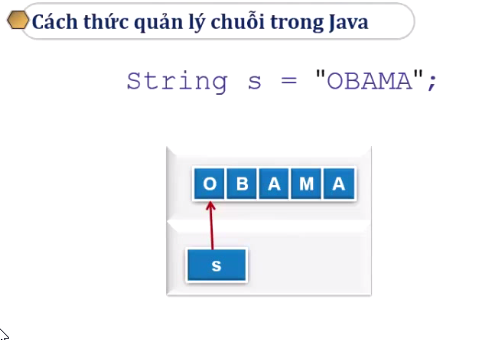 Cách thức quản lý chuỗi trong Java
String s = "OBAMA";
O B A M A
s